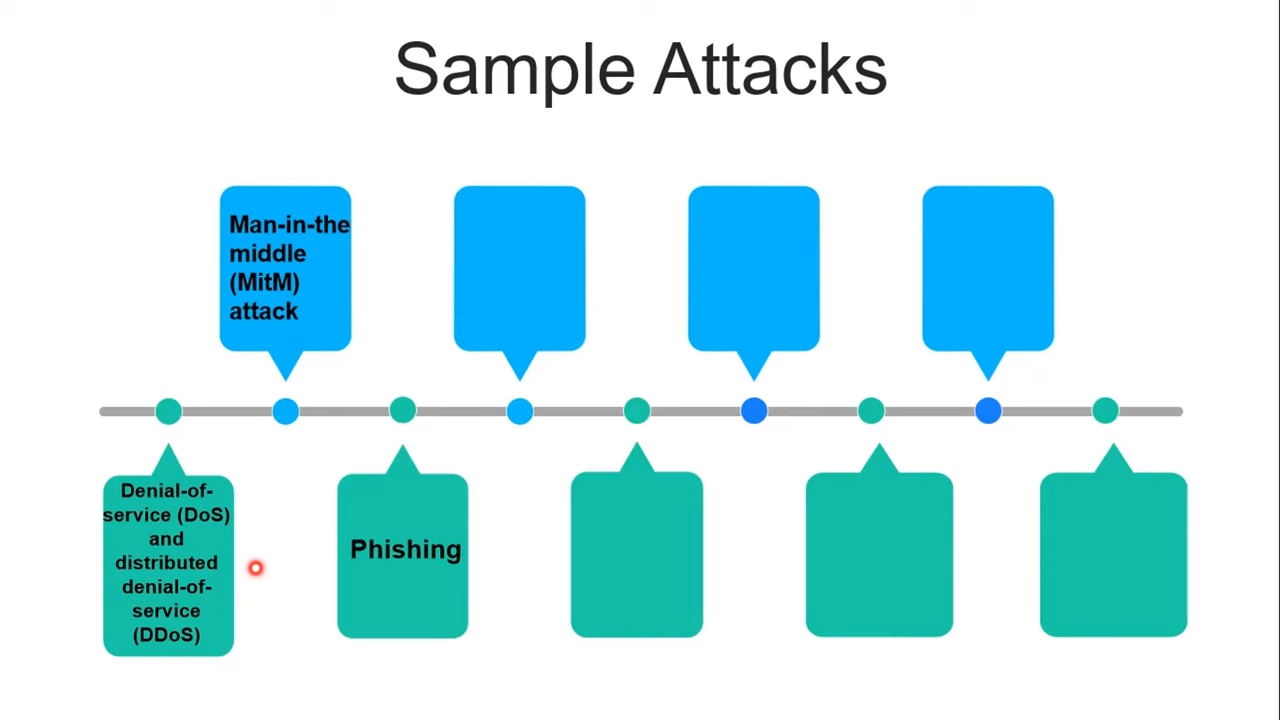 Sample Attacks
Man-in-the
middle
(MitM)
attack
Denial-of-
service (DoS)
and
distributed
denial-of-
service
(DDoS)
Phishing